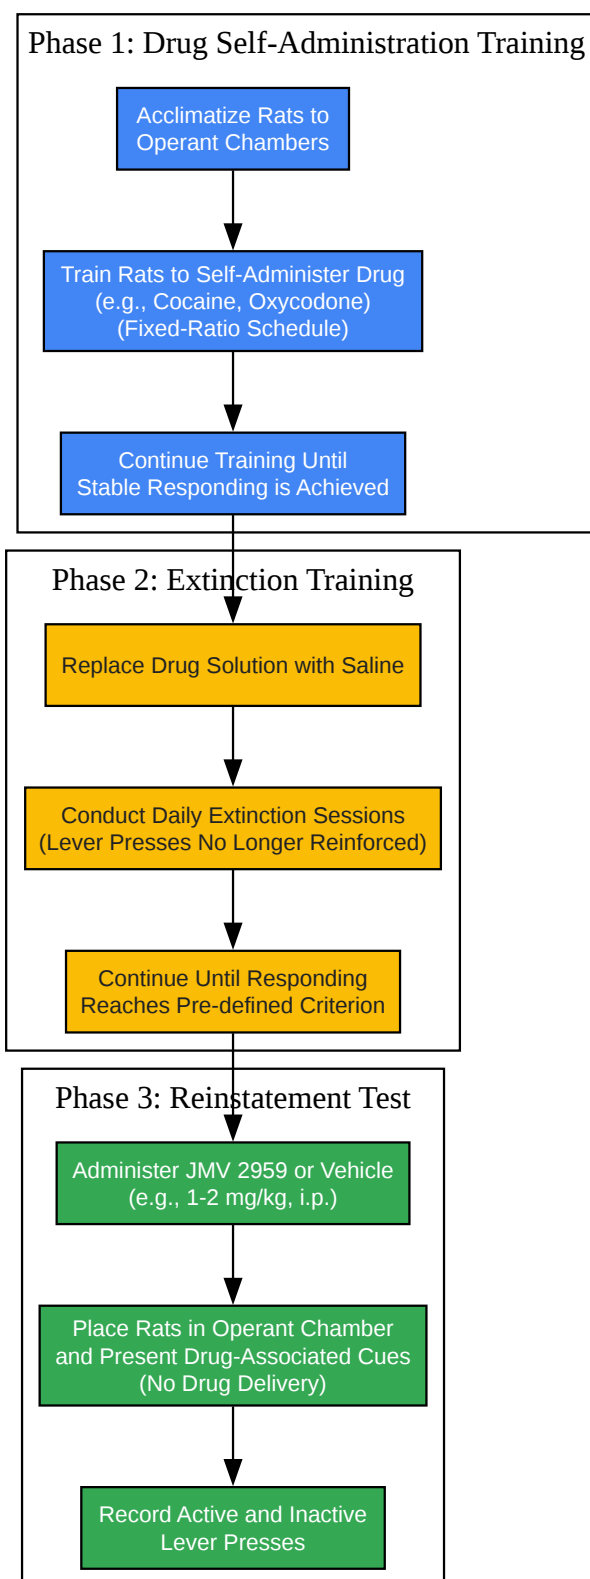 Phase 1: Drug Self-Administration Training
Acclimatize Rats to
Operant Chambers
Train Rats to Self-Administer Drug
(e.g., Cocaine, Oxycodone)
(Fixed-Ratio Schedule)
Continue Training Until
Stable Responding is Achieved
Phase 2: Extinction Training
Replace Drug Solution with Saline
Conduct Daily Extinction Sessions
(Lever Presses No Longer Reinforced)
Continue Until Responding
Reaches Pre-defined Criterion
Phase 3: Reinstatement Test
Administer JMV 2959 or Vehicle
(e.g., 1-2 mg/kg, i.p.)
Place Rats in Operant Chamber
and Present Drug-Associated Cues
(No Drug Delivery)
Record Active and Inactive
Lever Presses